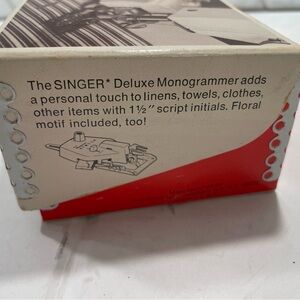 The SINGER* Deluxe Monogrammer adds
a personal touch to linens, towels, clothes,
other items with 1½" script initials. Floral
motif included, too!